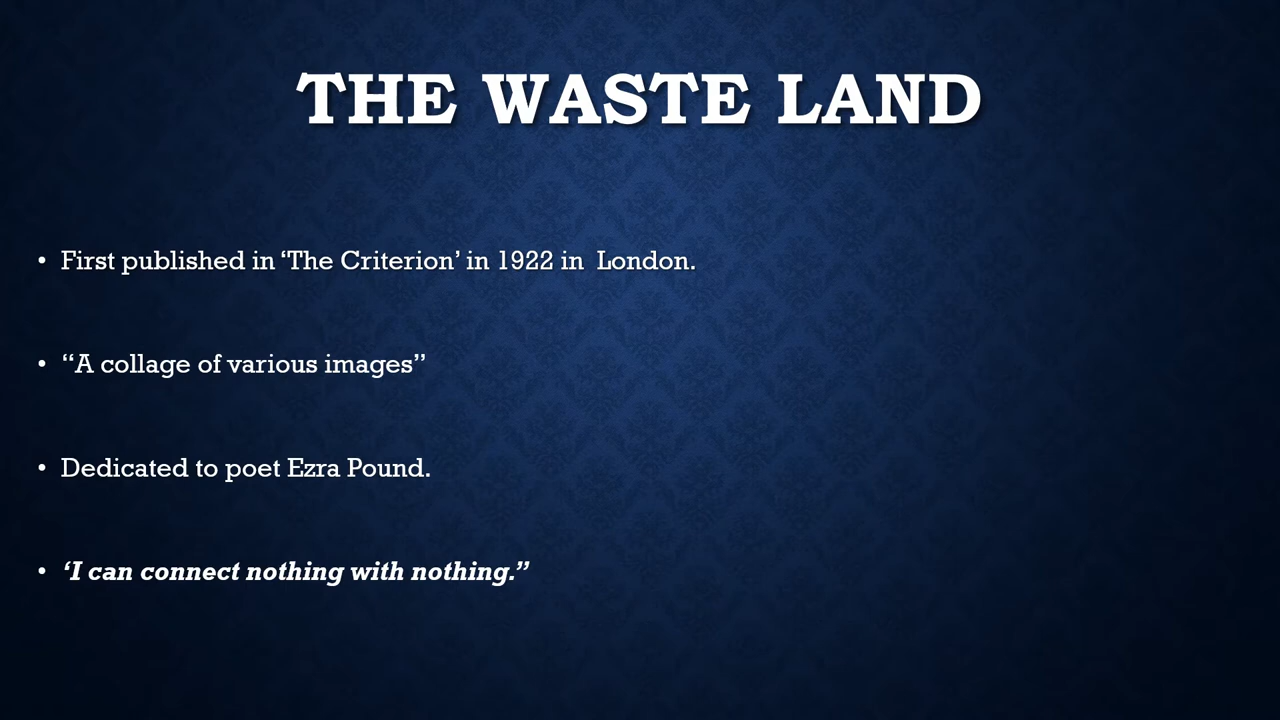 THE WASTE LAND
• First published in ‘The Criterion’ in 1922 in  London.
• “A collage of various images”
• Dedicated to poet Ezra Pound.
• ‘I can connect nothing with nothing.”